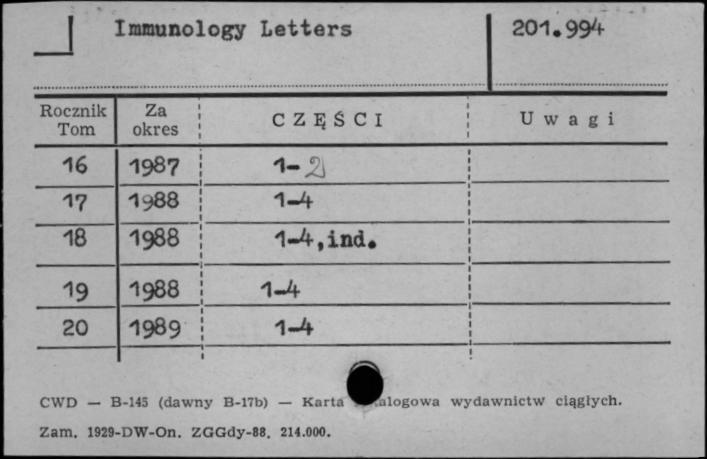 Immunology Letters 201.994
Rocznik Tom Za okres CZĘŚCI Uwagi
16 1987 1-2
17 1988 1-4
18 1988 1-4,ind.
19 1988 1-4
20 1989 1-4
CWD — B-145 (dawny B-17b) — Karta alogowa wydawnictw ciągłych.
Zam. 1929-DW-On. ZGGdy-88. 214.000.